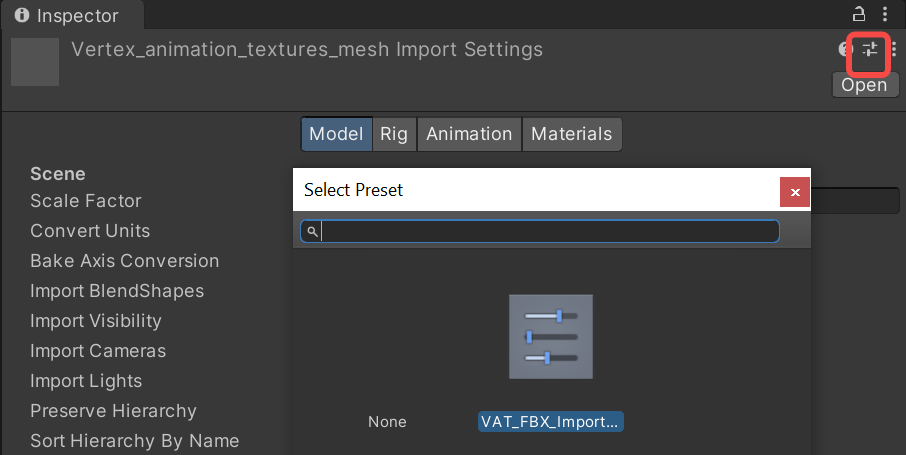 Inspector
Vertex_animation_textures_mesh Import Settings
Open
Model Rig Animation Materials
Scene
Select Preset
Scale Factor
Convert Units
Bake Axis Conversion
Import BlendShapes
Import Visibility
Import Cameras
Import Lights
Preserve Hierarchy
None VAT_FBX_Import...
Sort Hierarchy By Name